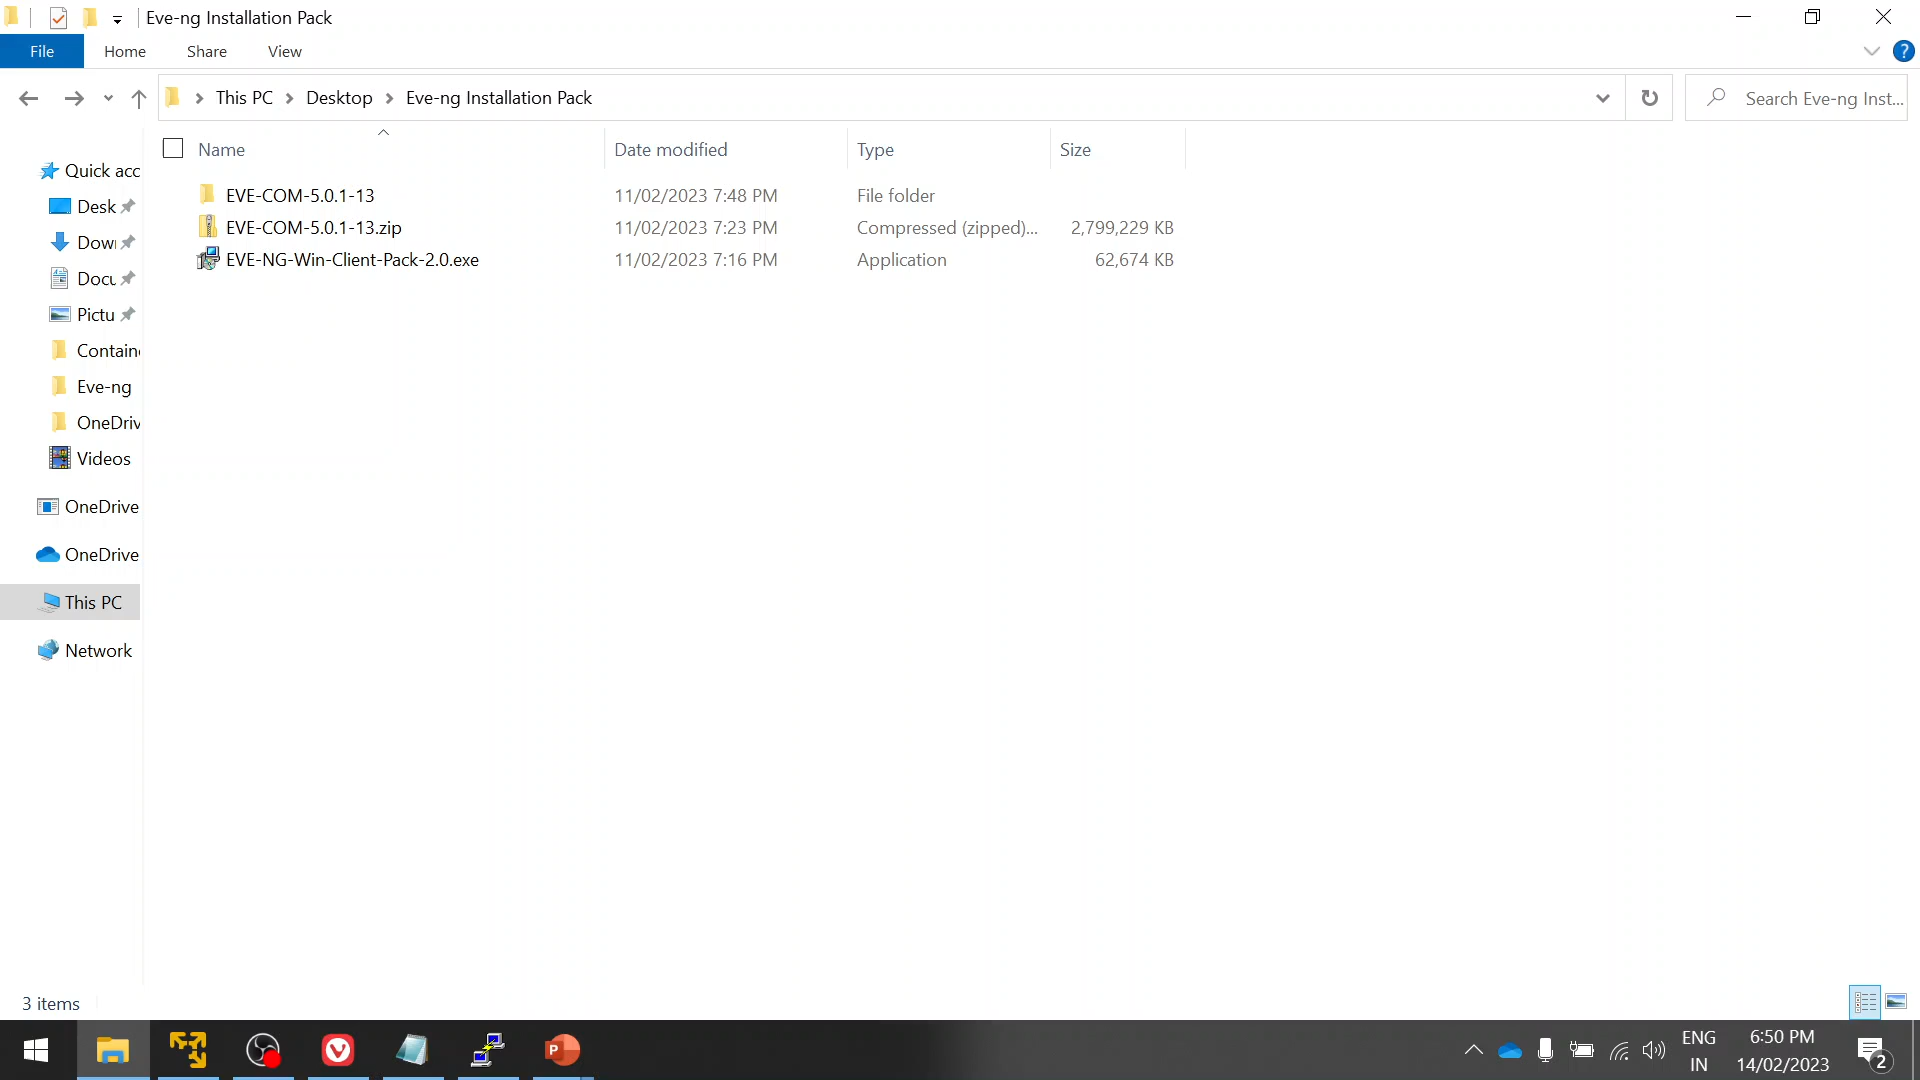 Eve-ng Installation Pack
File Home Share View
This PC Desktop Eve-ng Installation Pack Search Eve-ng Inst...
Name Date modified Type Size
EVE-COM-5.0.1-13 11/02/2023 7:48 PM File folder
EVE-COM-5.0.1-13.zip 11/02/2023 7:23 PM Compressed (zipped)... 2,799,229 KB
EVE-NG-Win-Client-Pack-2.0.exe 11/02/2023 7:16 PM Application 62,674 KB
Quick acc
Desk
Dow
Docu
Pictu
Contain
Eve-ng
OneDriv
Videos
OneDrive
OneDrive
This PC
Network
3 items
ENG
IN
6:50 PM
14/02/2023
2